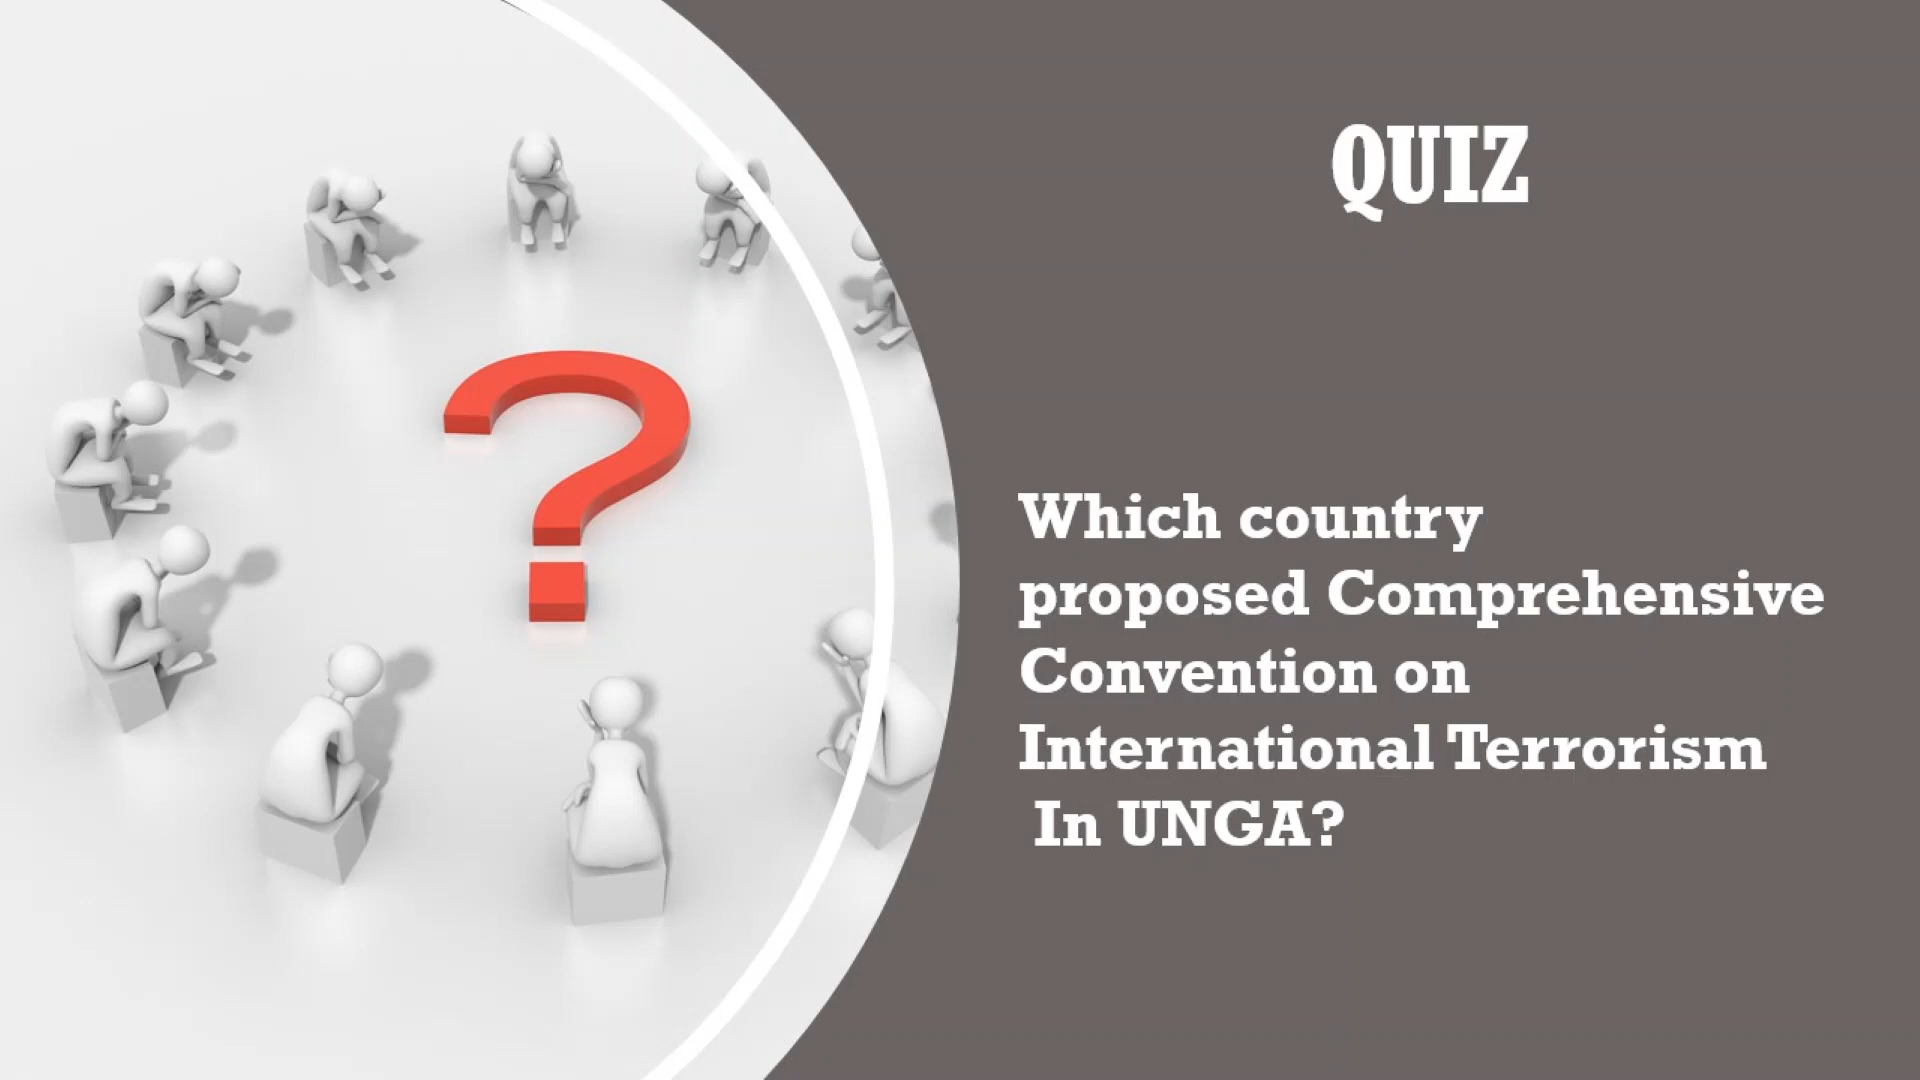 QUIZ
Which country
proposed Comprehensive
Convention on
International Terrorism
In UNGA?